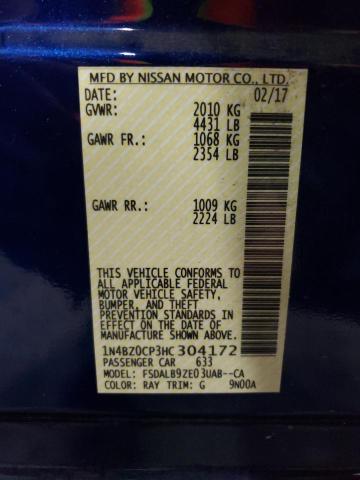 MFD BY NISSAN MOTOR CO., LTD.
DATE: 02/17
GVWR: 2010 KG
4431 LB
GAWR FR.: 1068 KG
2354 LB
GAWR RR.: 1009 KG
2224 LB
THIS VEHICLE CONFORMS TO
ALL APPLICABLE FEDERAL
MOTOR VEHICLE SAFETY,
BUMPER, AND THEFT
PREVENTION STANDARDS IN
EFFECT ON THE DATE OF
MANUFACTURE SHOWN ABOVE.
1N4BZ0CP3HC304172
PASSENGER CAR 633
MODEL: FSDALB9ZE03UAB--CA
COLOR: RAY TRIM: G 9N00A